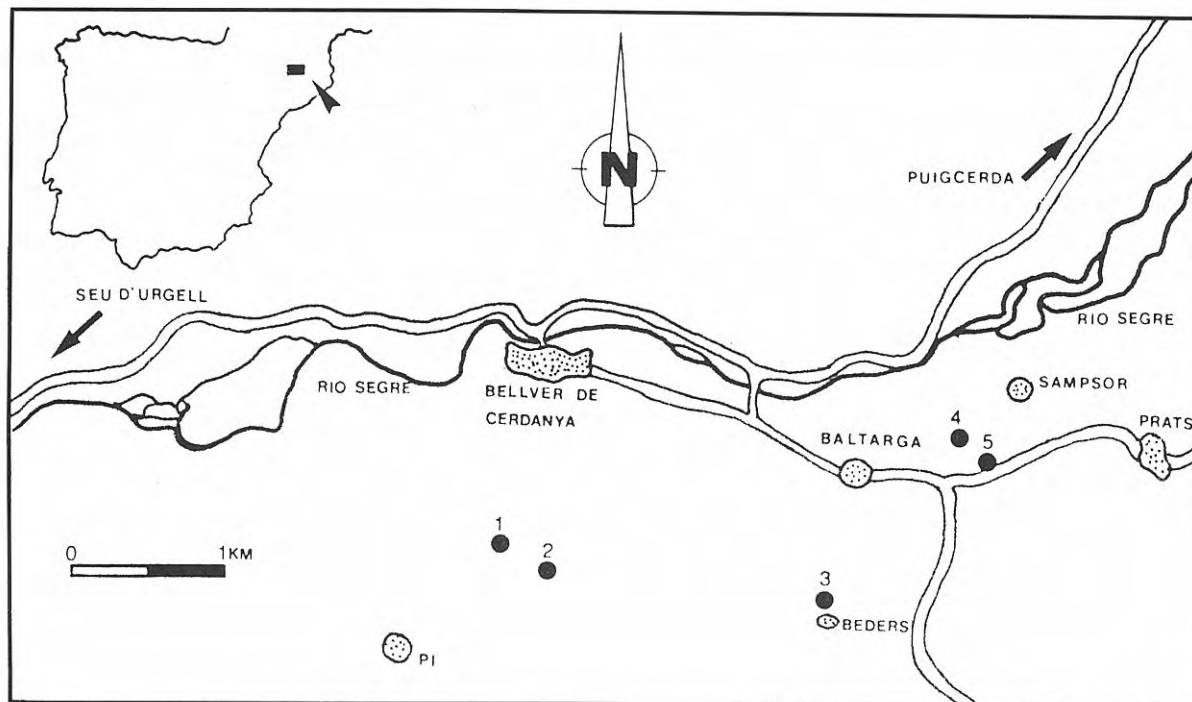 N
PUIGCERDA
SEU D'URGELL
RIO SEGRE
RIO SEGRE
SAMPSOR
BELLVER DE
CERDANYA
PRATS
BALTARGA
4
5
1
2
0 1KM
3
BEDERS
PI